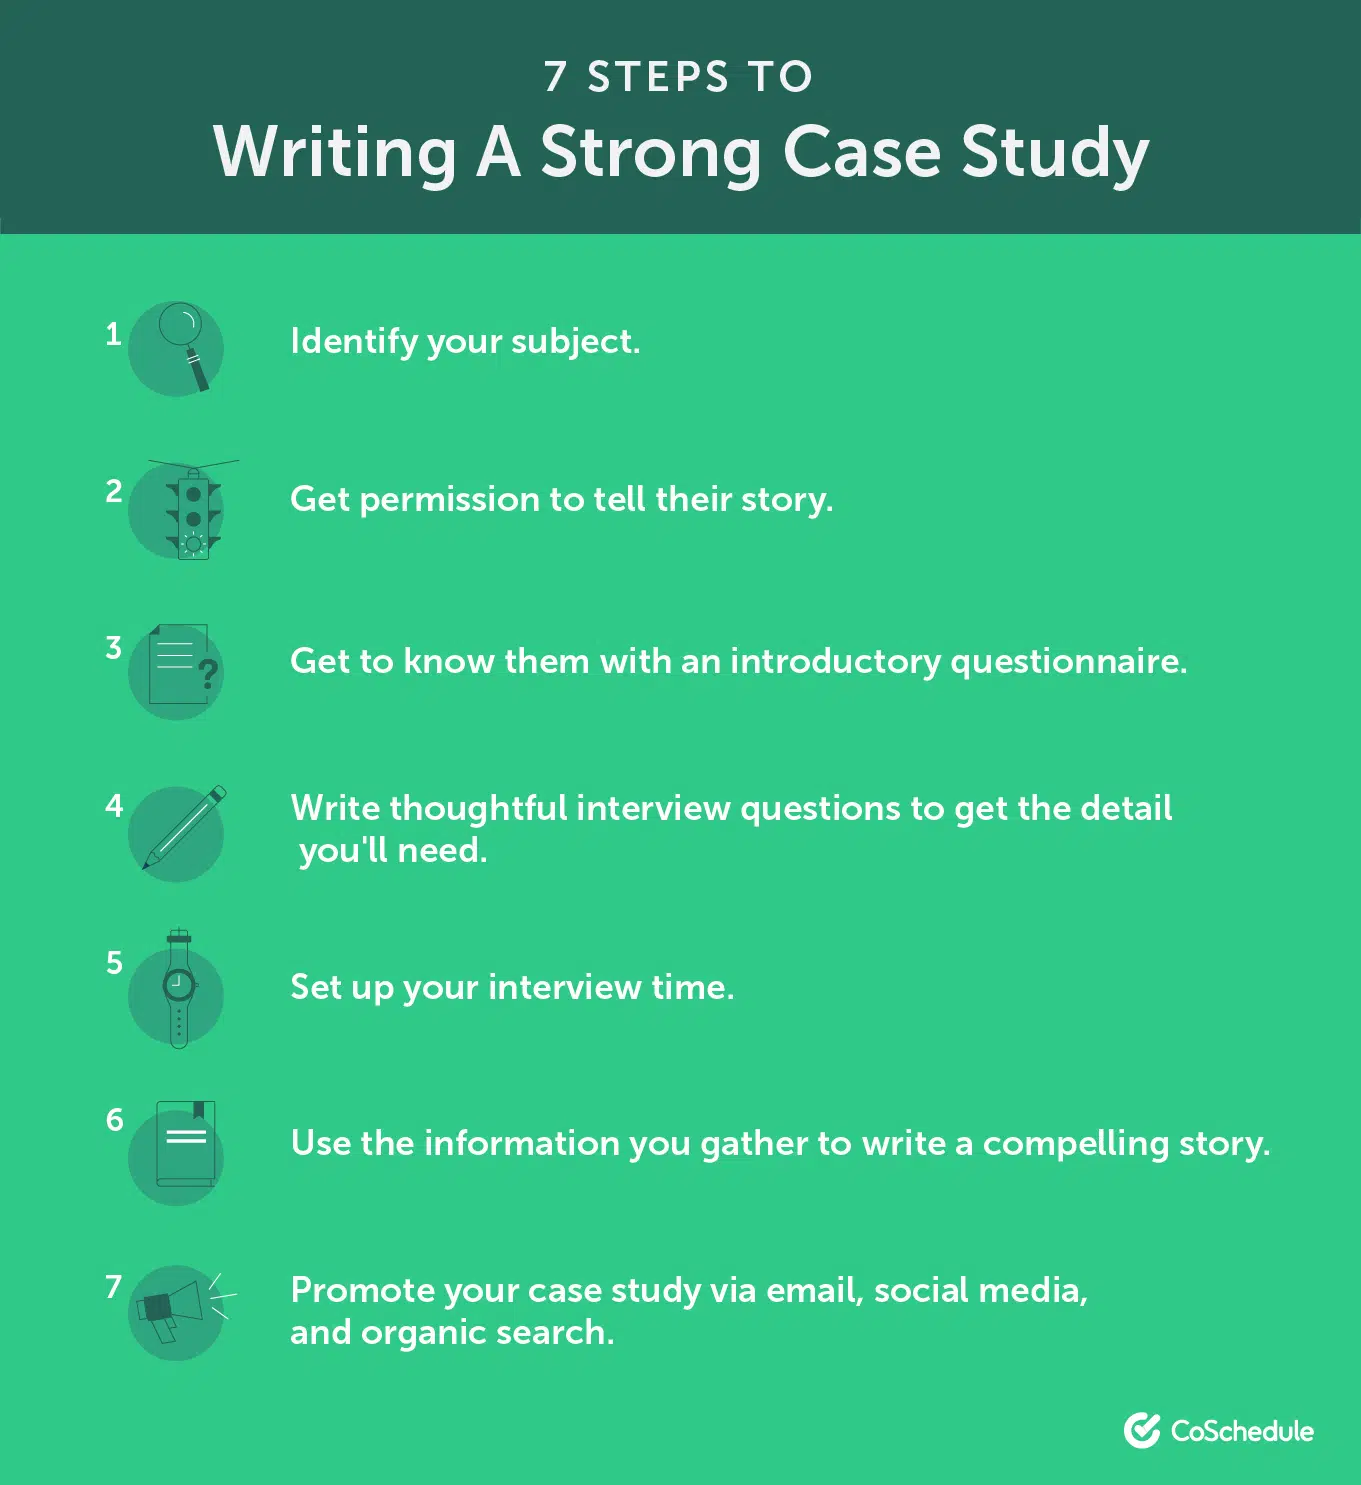 7 STEPS TO
Writing A Strong Case Study
1
Identify your subject.
2
Get permission to tell their story.
3
?
Get to know them with an introductory questionnaire.
4
Write thoughtful interview questions to get the detail
you'll need.
5
Set up your interview time.
6
Use the information you gather to write a compelling story.
7
Promote your case study via email, social media,
and organic search.
CoSchedule